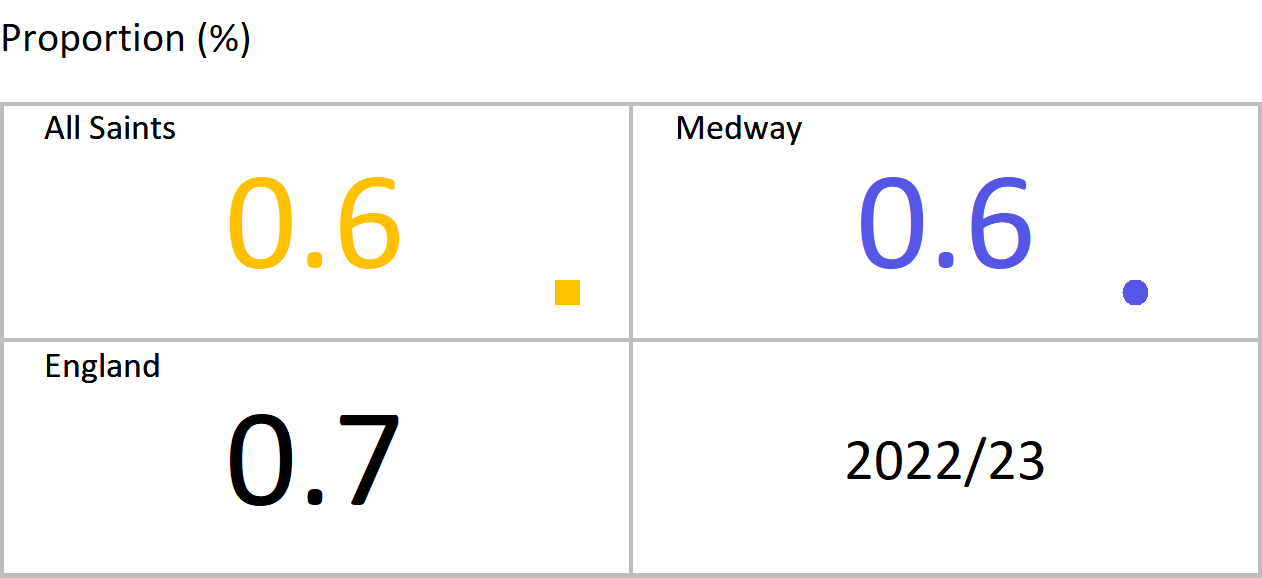 Proportion (%)
All Saints
0.6
Medway
0.6
England
0.7
2022/23